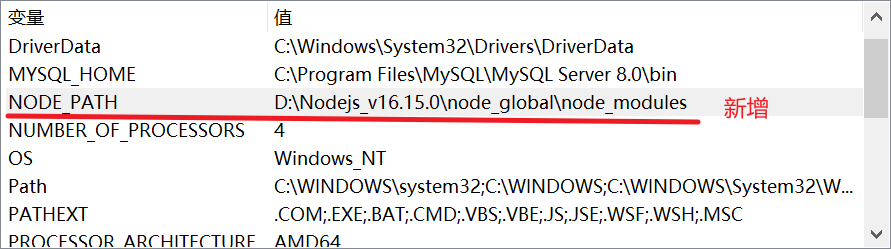 变量 值
DriverData C:\Windows\System32\Drivers\DriverData
MYSQL_HOME C:\Program Files\MySQL\MySQL Server 8.0\bin
NODE_PATH D:\Nodejs_v16.15.0\node_global\node_modules 新增
NUMBER_OF_PROCESSORS 4
OS Windows_NT
Path C:\WINDOWS\system32;C:\WINDOWS;C:\WINDOWS\System32\W...
PATHEXT .COM;.EXE;.BAT;.CMD;.VBS;.VBE;.JS;.JSE;.WSF;.WSH;.MSC
PROCESSOR_ARCHITECTURE AMD64